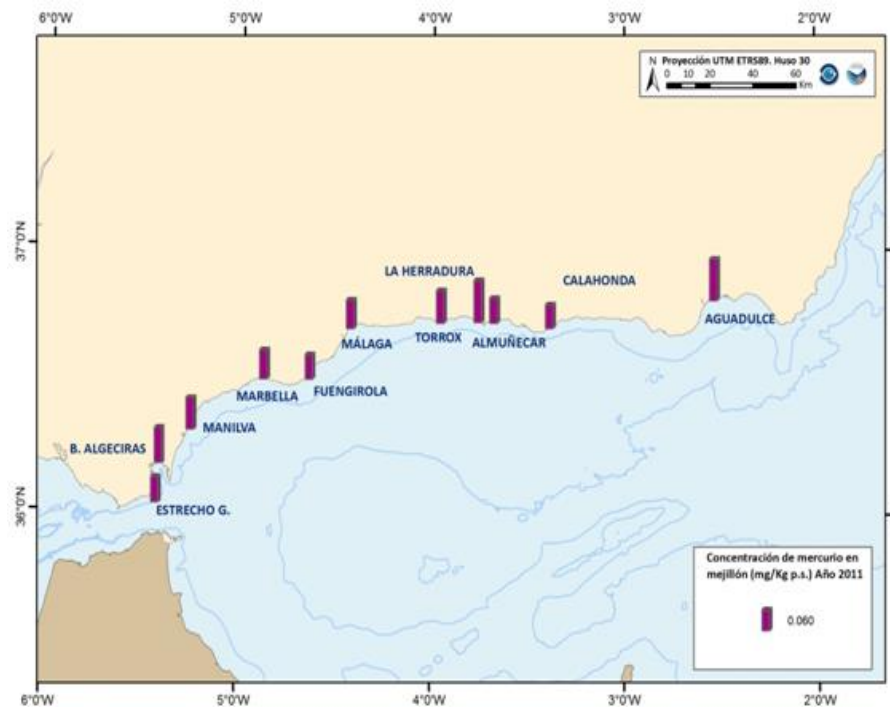 6°0'W 5°0'W 4°0'W 3°0'W 2°0'W
N Proyección UTM ETRS89. Huso 30
0 10 20 40 60
Km
37°0'N
LA HERRADURA
CALAHONDA
AGUADULCE
MÁLAGA
TORROX
ALMUÑECAR
MARBELLA
FUENGIROLA
MANILVA
B. ALGECIRAS
36°0'N
ESTRECHO G.
Concentración de mercurio en
mejillón (mg/Kg p.s.) Año 2011
0.060
6°0'W 5°0'W 4°0'W 3°0'W 2°0'W